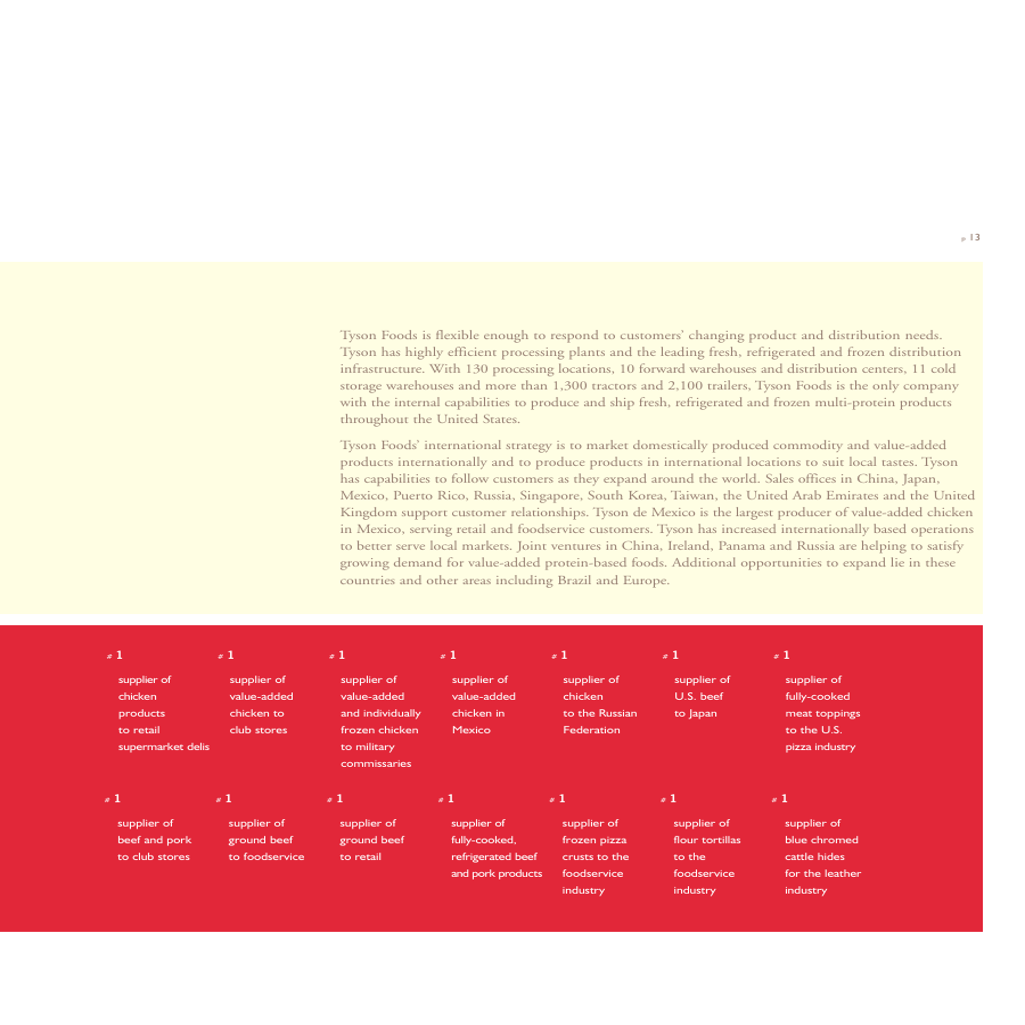 p 13
Tyson Foods is flexible enough to respond to customers’ changing product and distribution needs.
Tyson has highly efficient processing plants and the leading fresh, refrigerated and frozen distribution
infrastructure. With 130 processing locations, 10 forward warehouses and distribution centers, 11 cold
storage warehouses and more than 1,300 tractors and 2,100 trailers, Tyson Foods is the only company
with the internal capabilities to produce and ship fresh, refrigerated and frozen multi-protein products
throughout the United States.
Tyson Foods’ international strategy is to market domestically produced commodity and value-added
products internationally and to produce products in international locations to suit local tastes. Tyson
has capabilities to follow customers as they expand around the world. Sales offices in China, Japan,
Mexico, Puerto Rico, Russia, Singapore, South Korea, Taiwan, the United Arab Emirates and the United
Kingdom support customer relationships. Tyson de Mexico is the largest producer of value-added chicken
in Mexico, serving retail and foodservice customers. Tyson has increased internationally based operations
to better serve local markets. Joint ventures in China, Ireland, Panama and Russia are helping to satisfy
growing demand for value-added protein-based foods. Additional opportunities to expand lie in these
countries and other areas including Brazil and Europe.
# 1
supplier of
chicken
products
to retail
supermarket delis
# 1
supplier of
value-added
chicken to
club stores
# 1
supplier of
value-added
and individually
frozen chicken
to military
commissaries
# 1
supplier of
value-added
chicken in
Mexico
# 1
supplier of
chicken
to the Russian
Federation
# 1
supplier of
U.S. beef
to Japan
# 1
supplier of
fully-cooked
meat toppings
to the U.S.
pizza industry
# 1
supplier of
beef and pork
to club stores
# 1
supplier of
ground beef
to foodservice
# 1
supplier of
ground beef
to retail
# 1
supplier of
fully-cooked,
refrigerated beef
and pork products
# 1
supplier of
frozen pizza
crusts to the
foodservice
industry
# 1
supplier of
flour tortillas
to the
foodservice
industry
# 1
supplier of
blue chromed
cattle hides
for the leather
industry